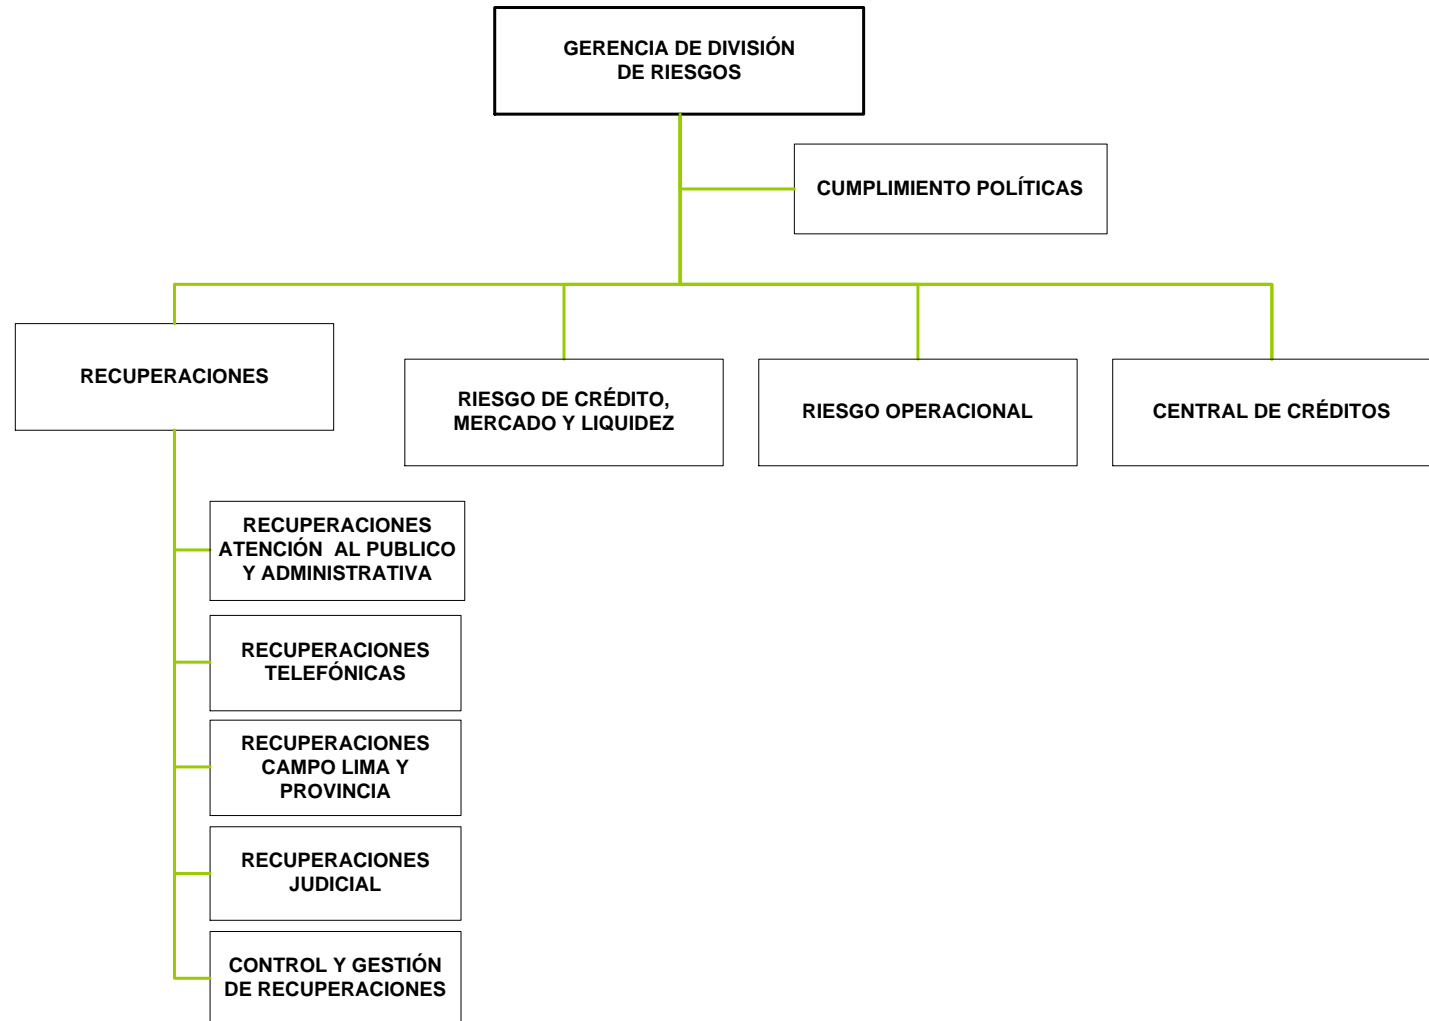 GERENCIA DE DIVISIÓN
DE RIESGOS
CUMPLIMIENTO POLÍTICAS
RECUPERACIONES
RIESGO DE CRÉDITO,
MERCADO Y LIQUIDEZ
RIESGO OPERACIONAL
CENTRAL DE CRÉDITOS
RECUPERACIONES
ATENCIÓN AL PUBLICO
Y ADMINISTRATIVA
RECUPERACIONES
TELEFÓNICAS
RECUPERACIONES
CAMPO LIMA Y
PROVINCIA
RECUPERACIONES
JUDICIAL
CONTROL Y GESTIÓN
DE RECUPERACIONES